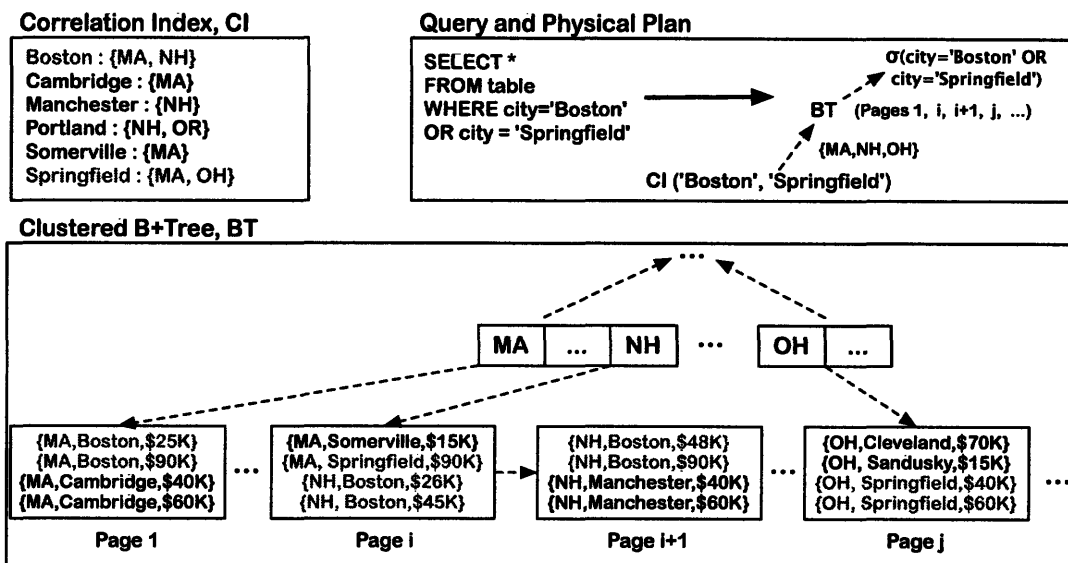 Correlation Index, CI
Boston : {MA, NH}
Cambridge : {MA}
Manchester : {NH}
Portland : {NH, OR}
Somerville : {MA}
Springfield : {MA, OH}
Query and Physical Plan
SELECT *
FROM table
WHERE city='Boston'
OR city = 'Springfield'
σ(city='Boston' OR
city='Springfield')
BT (Pages 1, i, i+1, j, ...)
{MA,NH,OH}
CI ('Boston', 'Springfield')
Clustered B+Tree, BT
...
MA ... NH ... OH ...
{MA,Boston,$25K}
{MA,Boston,$90K}
{MA,Cambridge,$40K}
{MA,Cambridge,$60K}
Page 1
...
{MA,Somerville,$15K}
{MA, Springfield,$90K}
{NH,Boston,$26K}
{NH, Boston,$45K}
Page i
{NH,Boston,$48K}
{NH,Boston,$90K}
{NH,Manchester,$40K}
{NH,Manchester,$60K}
Page i+1
...
{OH,Cleveland,$70K}
{OH, Sandusky,$15K}
{OH, Springfield,$40K}
{OH, Springfield,$60K}
Page j
...